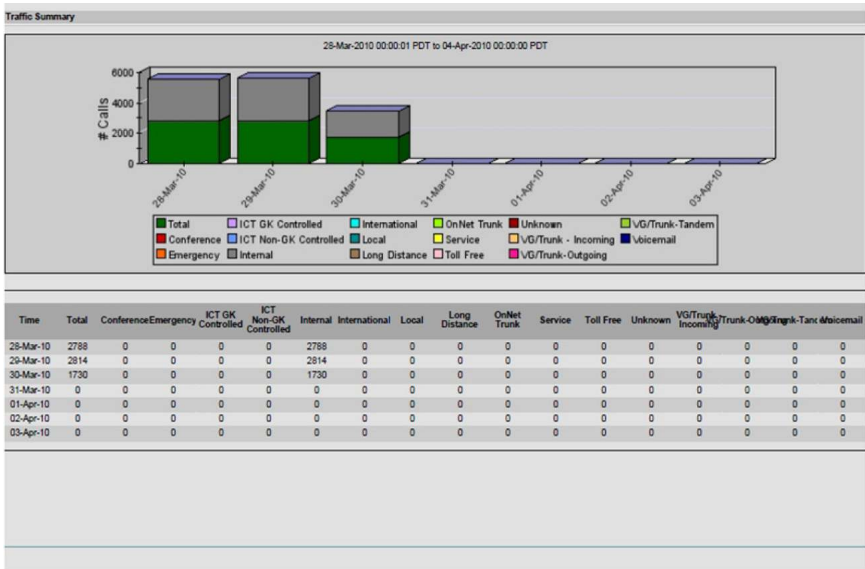 Traffic Summary
28-Mar-2010 00:00:01 PDT to 04-Apr-2010 00:00:00 PDT
# Calls
6000
4000
2000
0
28-Mar-10 29-Mar-10 30-Mar-10 31-Mar-10 01-Apr-10 02-Apr-10 03-Apr-10
Total ICT GK Controlled International OnNet Trunk Unknown VG/Trunk-Tandem
Conference ICT Non-GK Controlled Local Service VG/Trunk - Incoming Voicemail
Emergency Internal Long Distance Toll Free VG/Trunk-Outgoing
Time Total Conference Emergency ICT GK Controlled ICT Non-GK Controlled Internal International Local Long Distance OnNet Trunk Service Toll Free Unknown VG/Trunk - Incoming VG/Trunk-Outgoing VG/Trunk-Tandem Voicemail
28-Mar-10 2788 0 0 0 0 2788 0 0 0 0 0 0 0 0 0 0 0
29-Mar-10 2814 0 0 0 0 2814 0 0 0 0 0 0 0 0 0 0 0
30-Mar-10 1730 0 0 0 0 1730 0 0 0 0 0 0 0 0 0 0 0
31-Mar-10 0 0 0 0 0 0 0 0 0 0 0 0 0 0 0 0 0
01-Apr-10 0 0 0 0 0 0 0 0 0 0 0 0 0 0 0 0 0
02-Apr-10 0 0 0 0 0 0 0 0 0 0 0 0 0 0 0 0 0
03-Apr-10 0 0 0 0 0 0 0 0 0 0 0 0 0 0 0 0 0